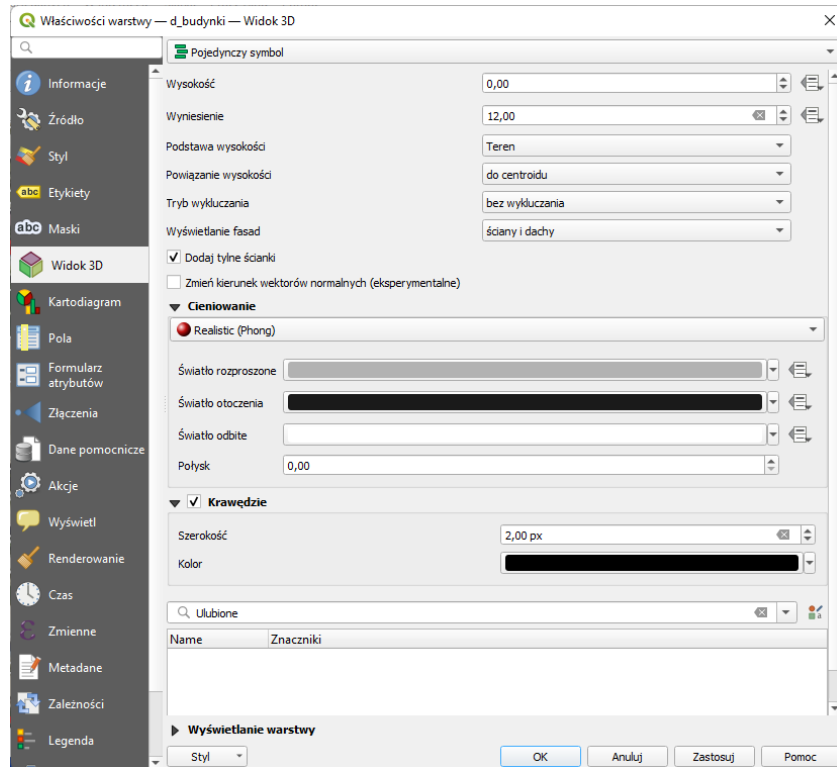 Właściwości warstwy — d_budynki — Widok 3D
Pojedynczy symbol
Informacje
Źródło
Styl
abc Etykiety
abc Maski
Widok 3D
Kartodiagram
Pola
Formularz
atrybutów
Złączenia
Dane pomocnicze
Akcje
Wyświetl
Renderowanie
Czas
Zmienne
Metadane
Zależności
Legenda
Wysokość 0,00
Wyniesienie 12,00
Podstawa wysokości Teren
Powiązanie wysokości do centroidu
Tryb wykluczania bez wykluczania
Wyświetlanie fasad ściany i dachy
Dodaj tylne ścianki
Zmień kierunek wektorów normalnych (eksperymentalne)
Cieniowanie
Realistic (Phong)
Światło rozproszone
Światło otoczenia
Światło odbite
Połysk 0,00
Krawędzie
Szerokość 2,00 px
Kolor
Ulubione
Name Znaczniki
Wyświetlanie warstwy
Styl OK Anuluj Zastosuj Pomoc